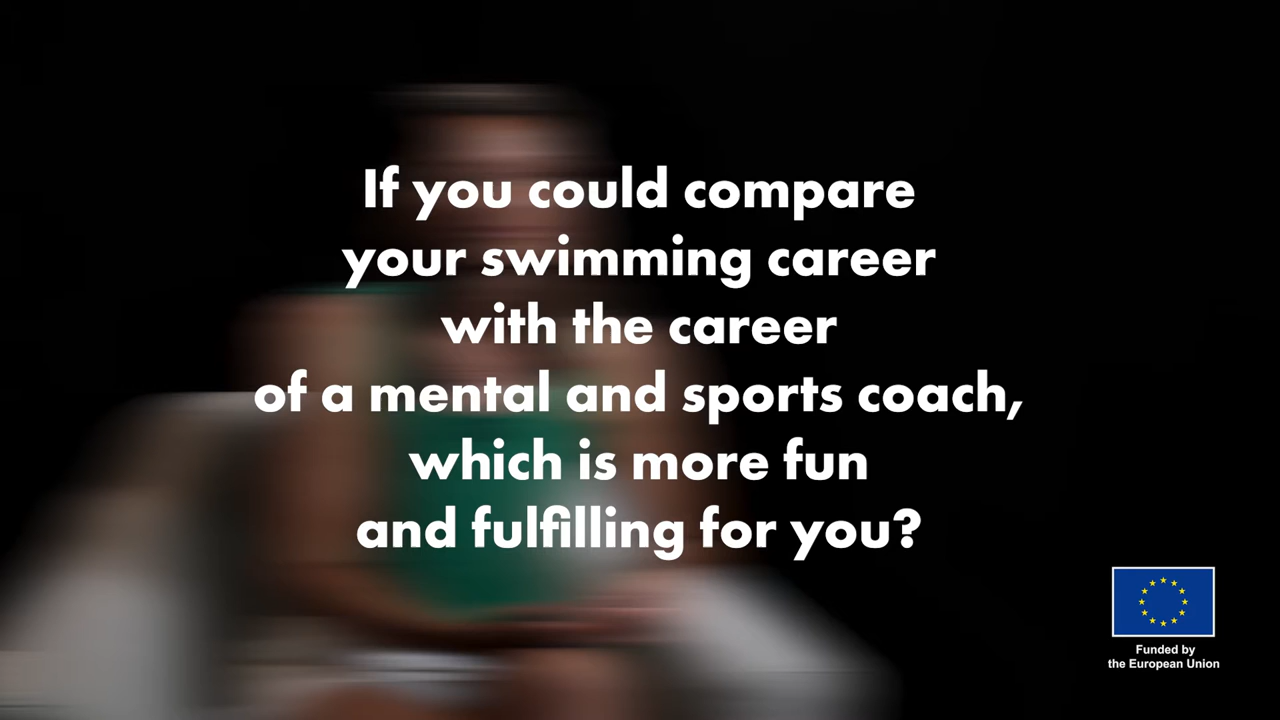 If you could compare
your swimming career
with the career
of a mental and sports coach,
which is more fun
and fulfilling for you?
Funded by
the European Union